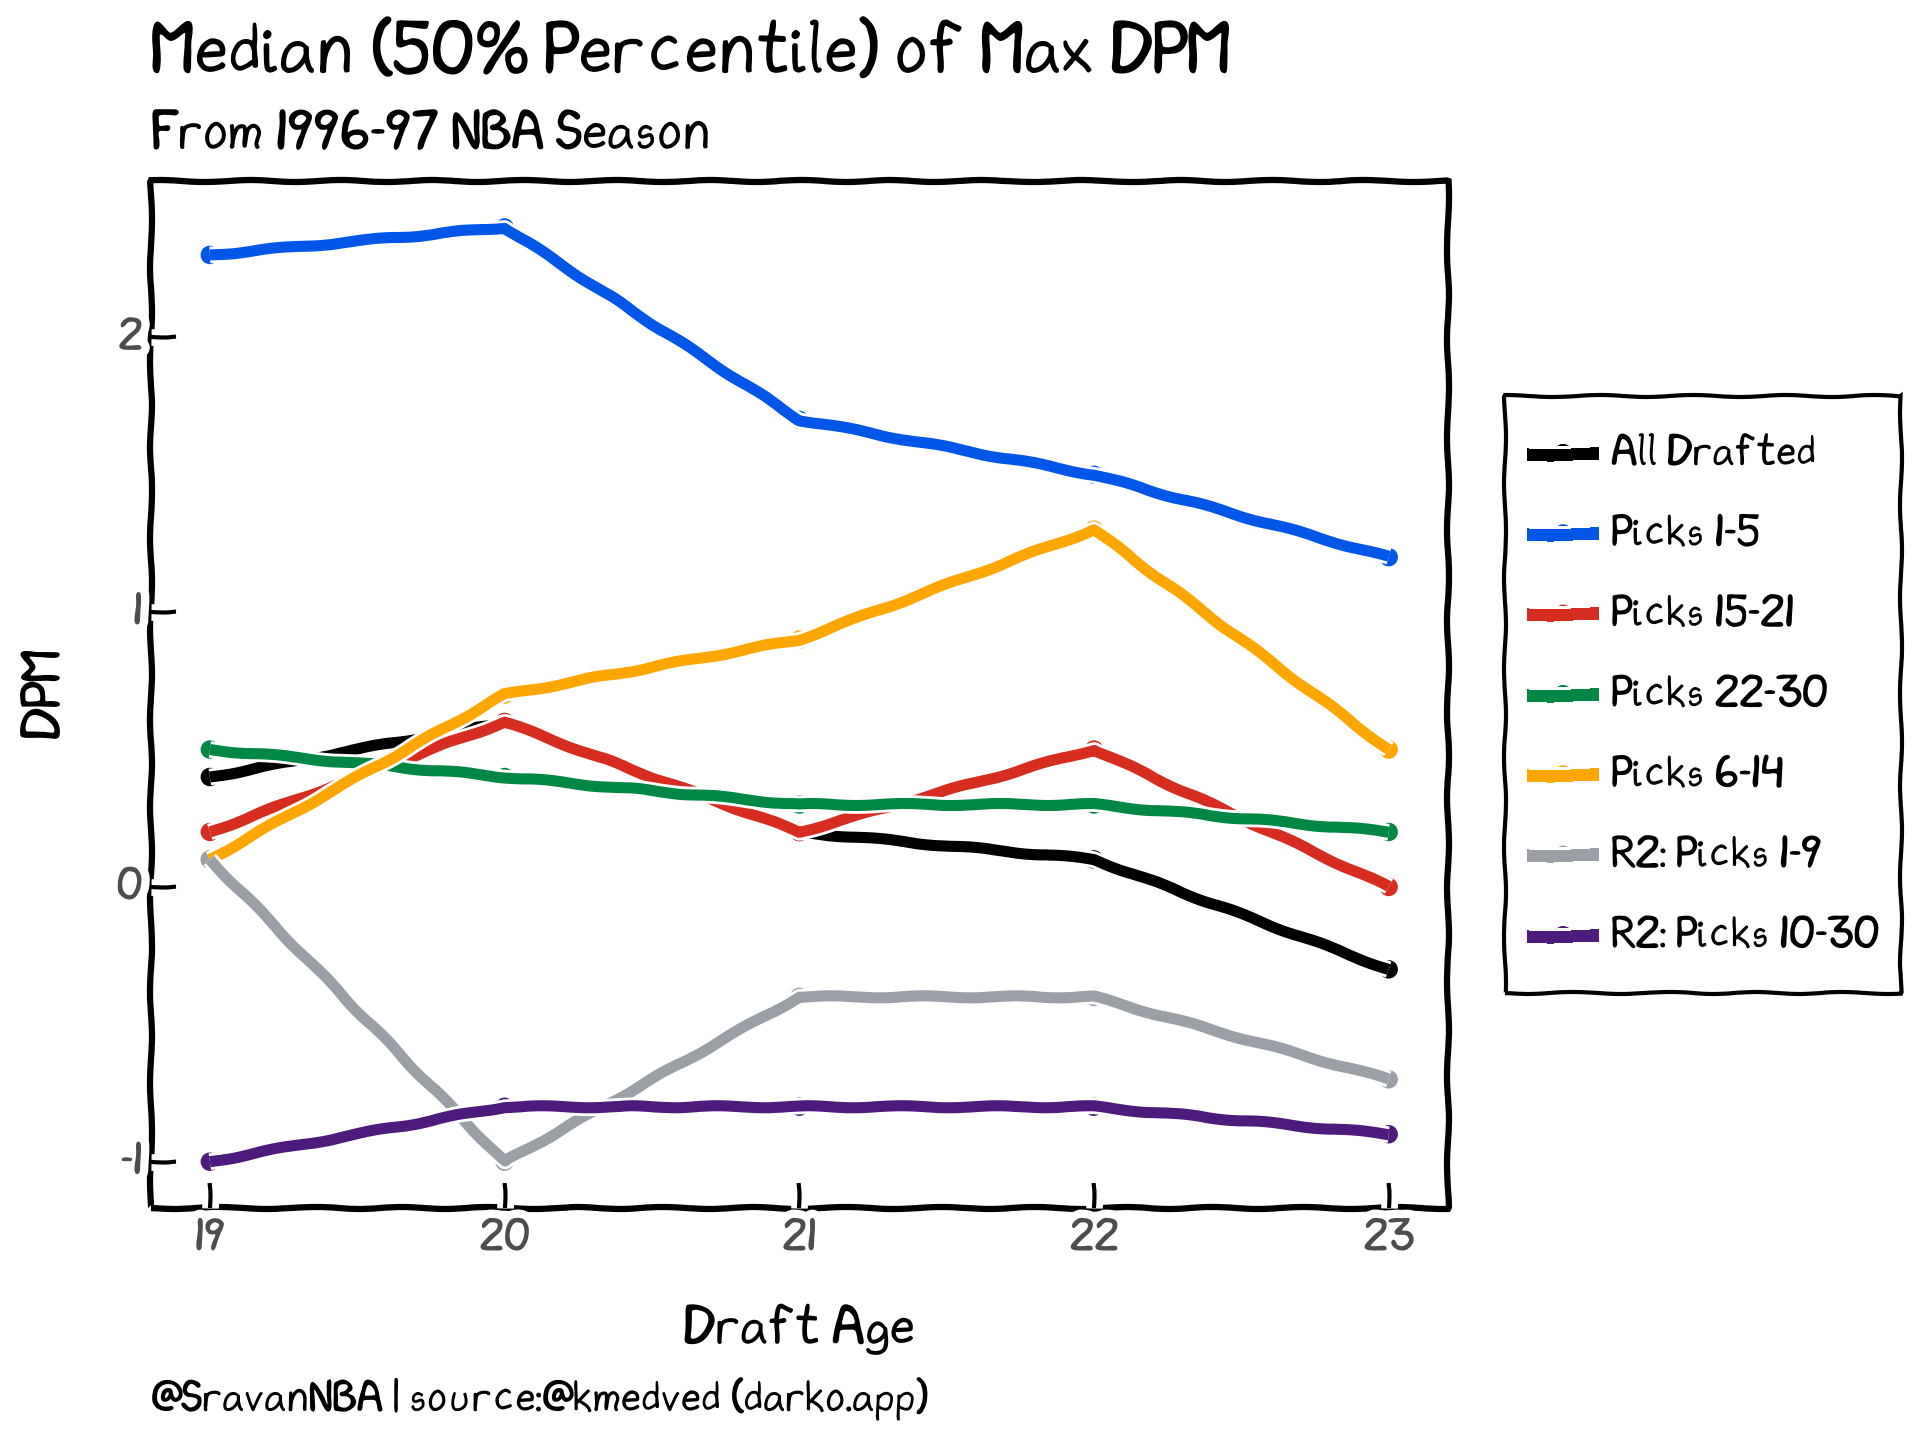 Median (50% Percentile) of Max DPM
From 1996-97 NBA Season
DPM
2
1
0
-1
19 20 21 22 23
Draft Age
All Drafted
Picks 1-5
Picks 15-21
Picks 22-30
Picks 6-14
R2: Picks 1-9
R2: Picks 10-30
@SravanNBA | source:@kmedved (darko.app)